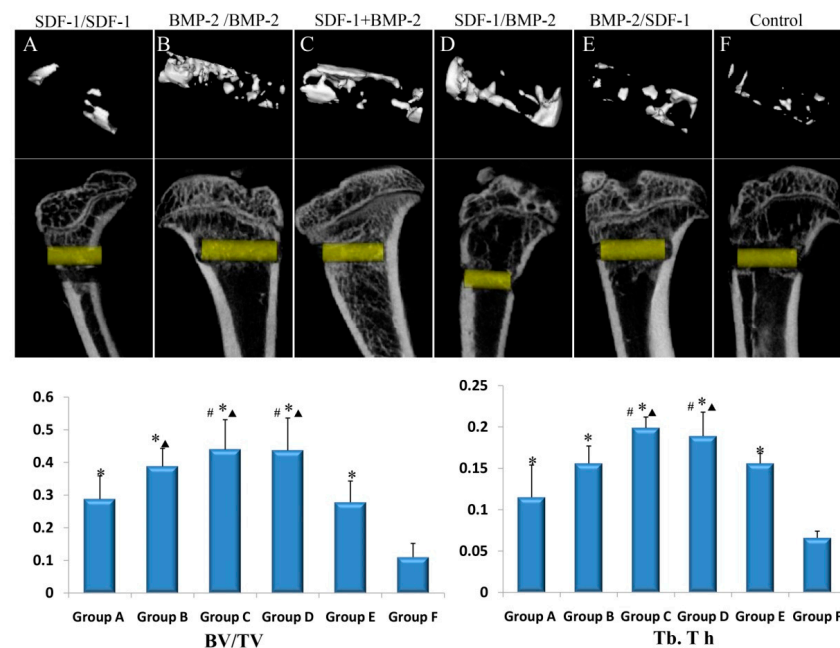 SDF-1/SDF-1 BMP-2 /BMP-2 SDF-1+BMP-2 SDF-1/BMP-2 BMP-2/SDF-1 Control
A B C D E F
0.6
0.5
0.4
0.3
0.2
0.1
0
* *▲ # *▲ # *▲ *
Group A Group B Group C Group D Group E Group F
BV/TV
0.25
0.2
0.15
0.1
0.05
0
* * # *▲ # *▲ *
Group A Group B Group C Group D Group E Group F
Tb. T h